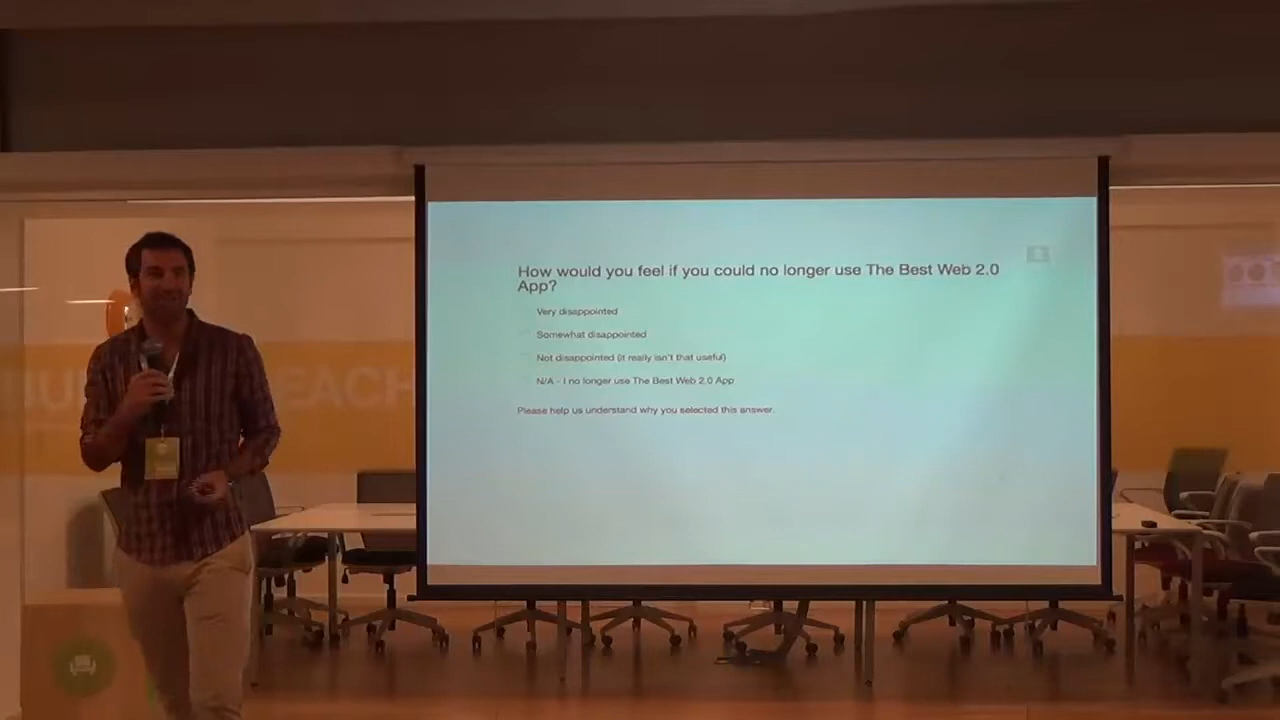 How would you feel if you could no longer use The Best Web 2.0
App?
Very disappointed
Somewhat disappointed
Not disappointed (it really isn't that useful)
N/A - I no longer use The Best Web 2.0 App
Please help us understand why you selected this answer.